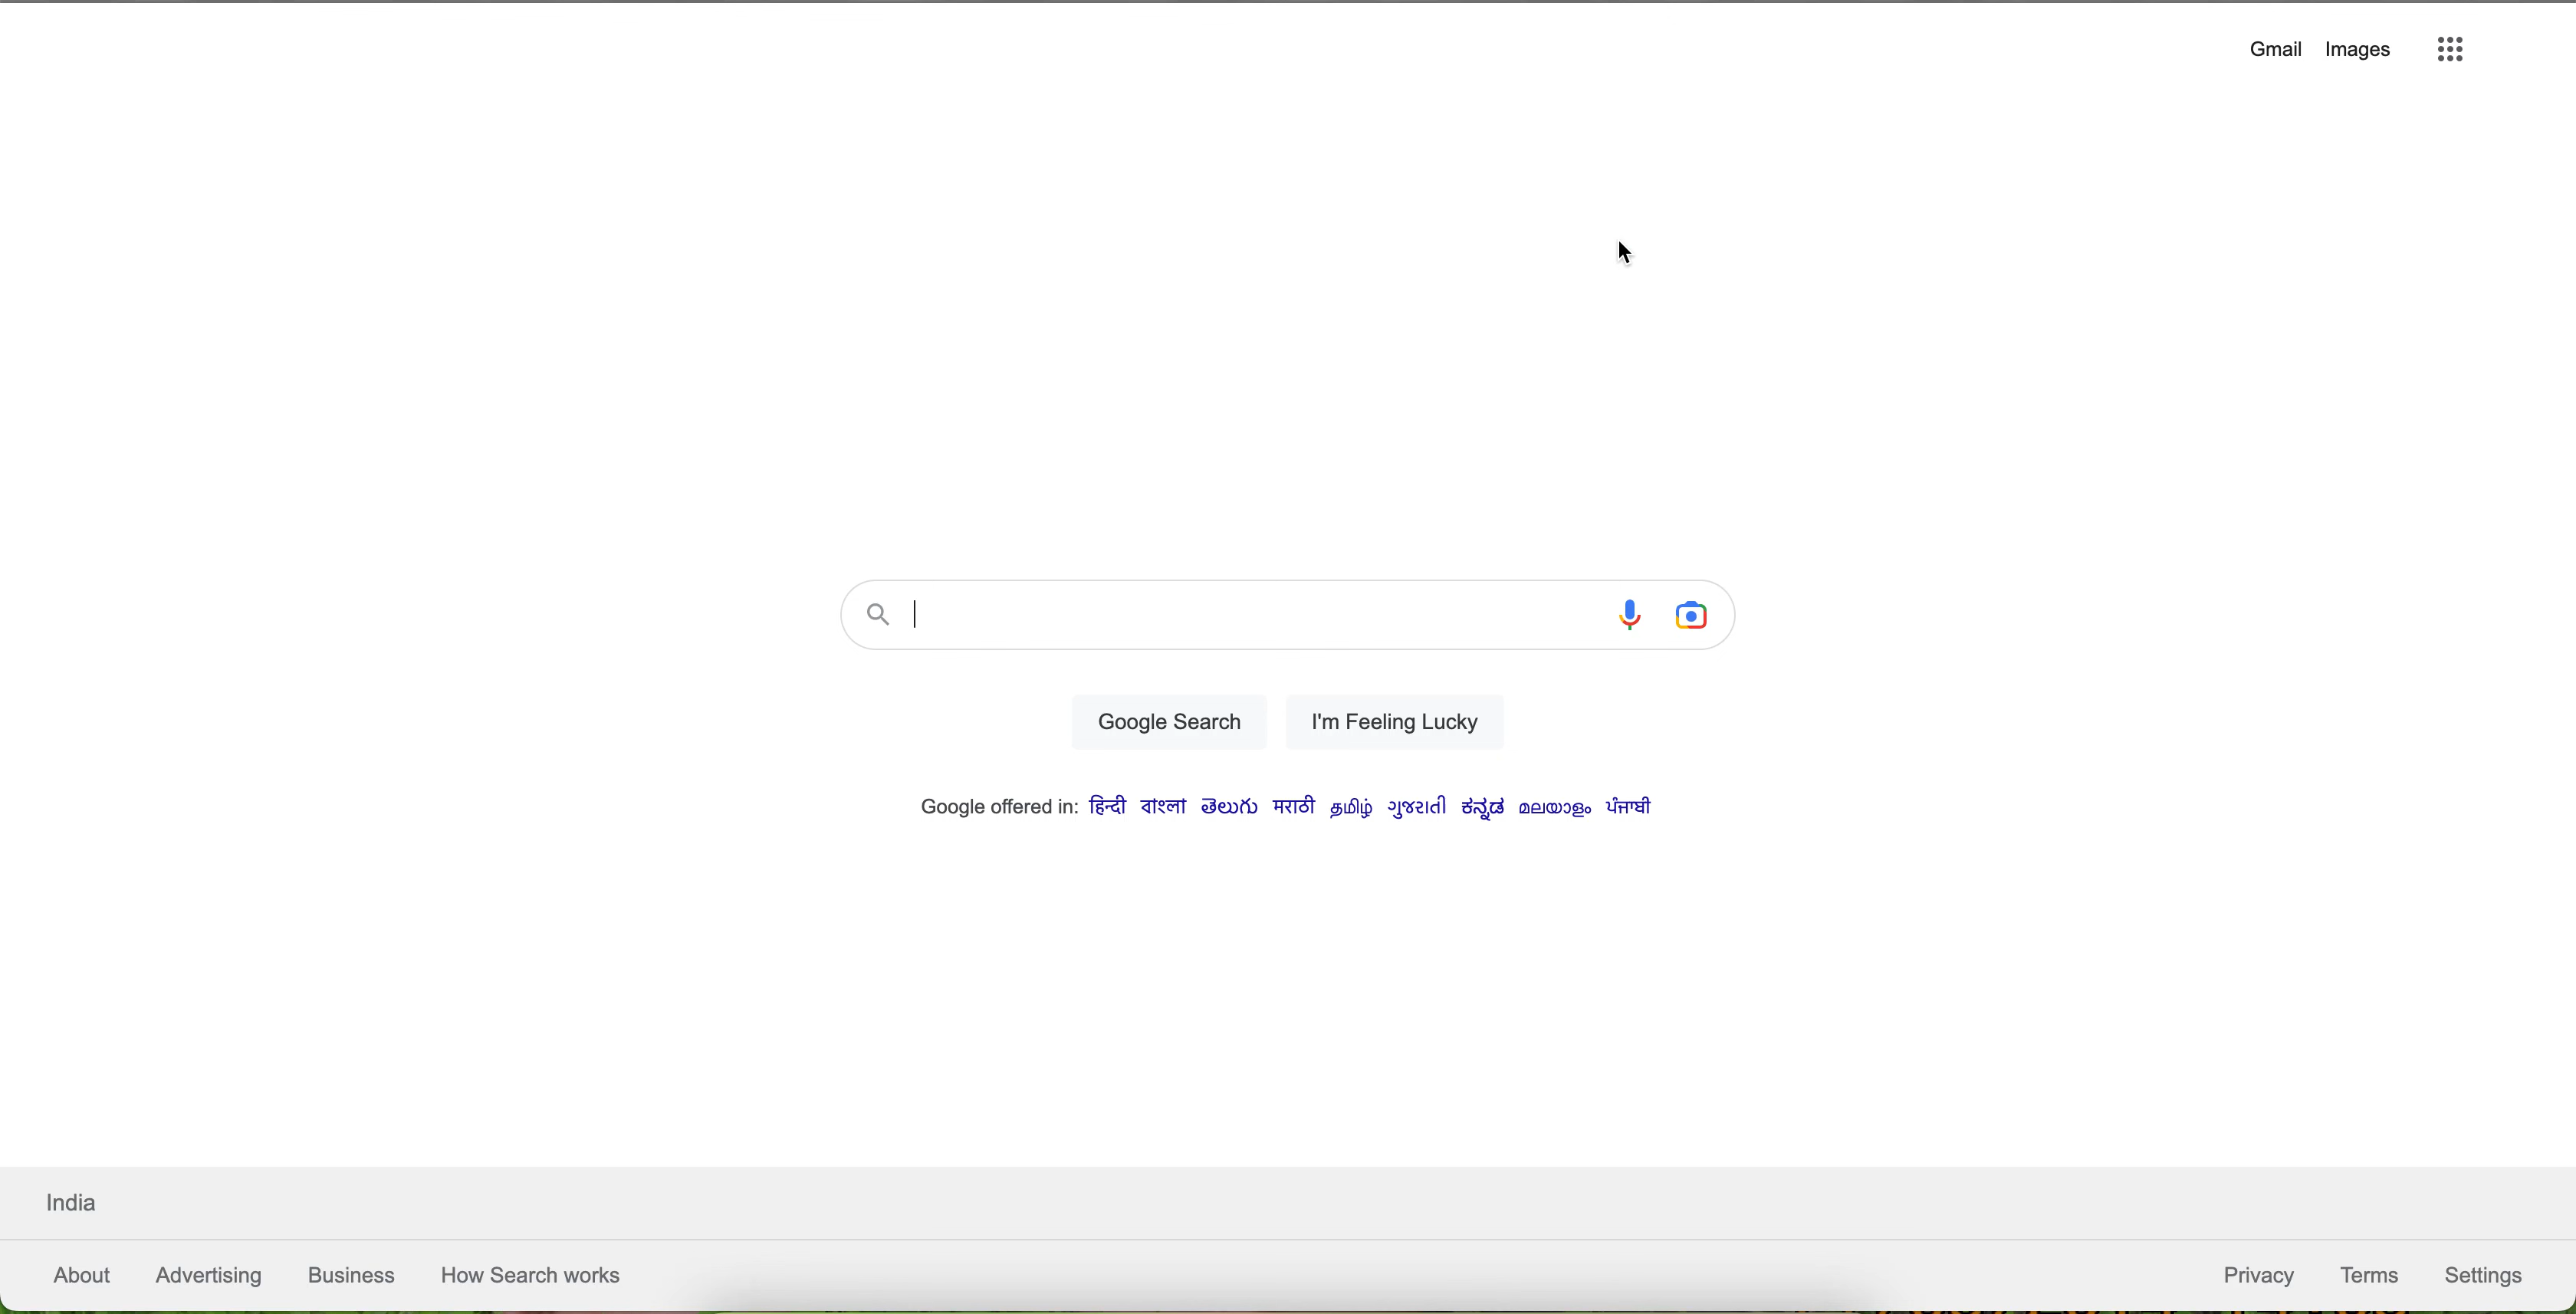 Gmail Images
Google Search I'm Feeling Lucky
Google offered in: हिन्दी বাংলা తెలుగు मराठी தமிழ் ગુજરાતી ಕನ್ನಡ മലയാളം ਪੰਜਾਬੀ
India
About Advertising Business How Search works Privacy Terms Settings